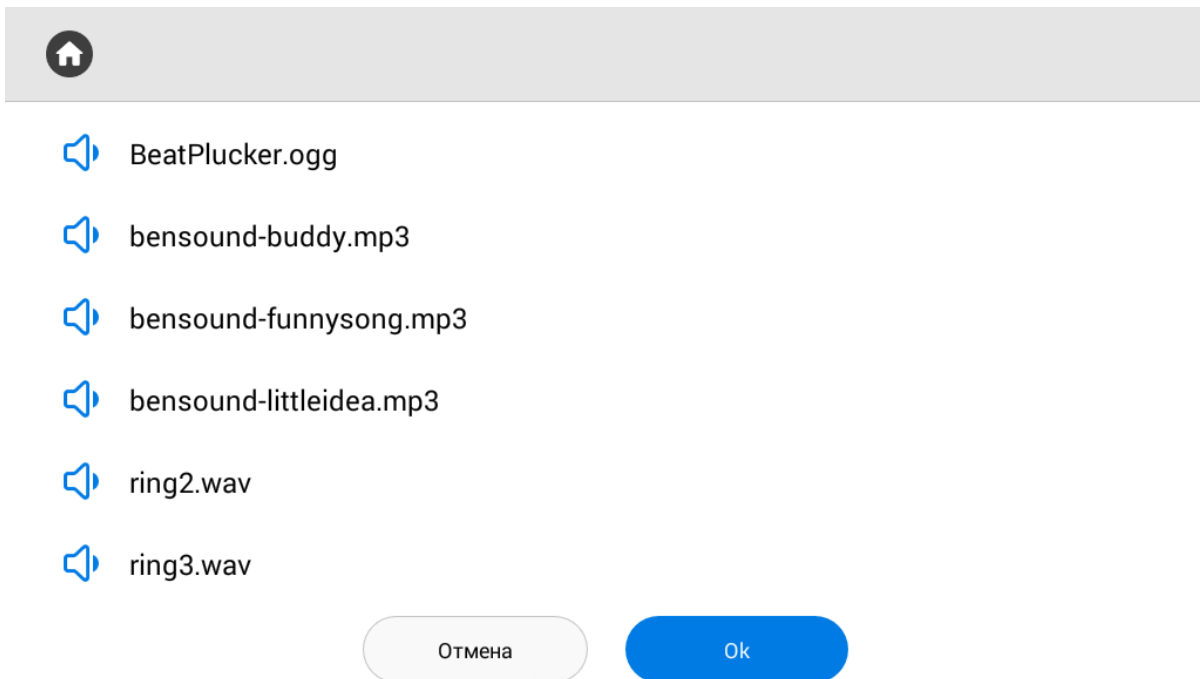 BeatPlucker.ogg
bensound-buddy.mp3
bensound-funnysong.mp3
bensound-littleidea.mp3
ring2.wav
ring3.wav
Отмена Ok